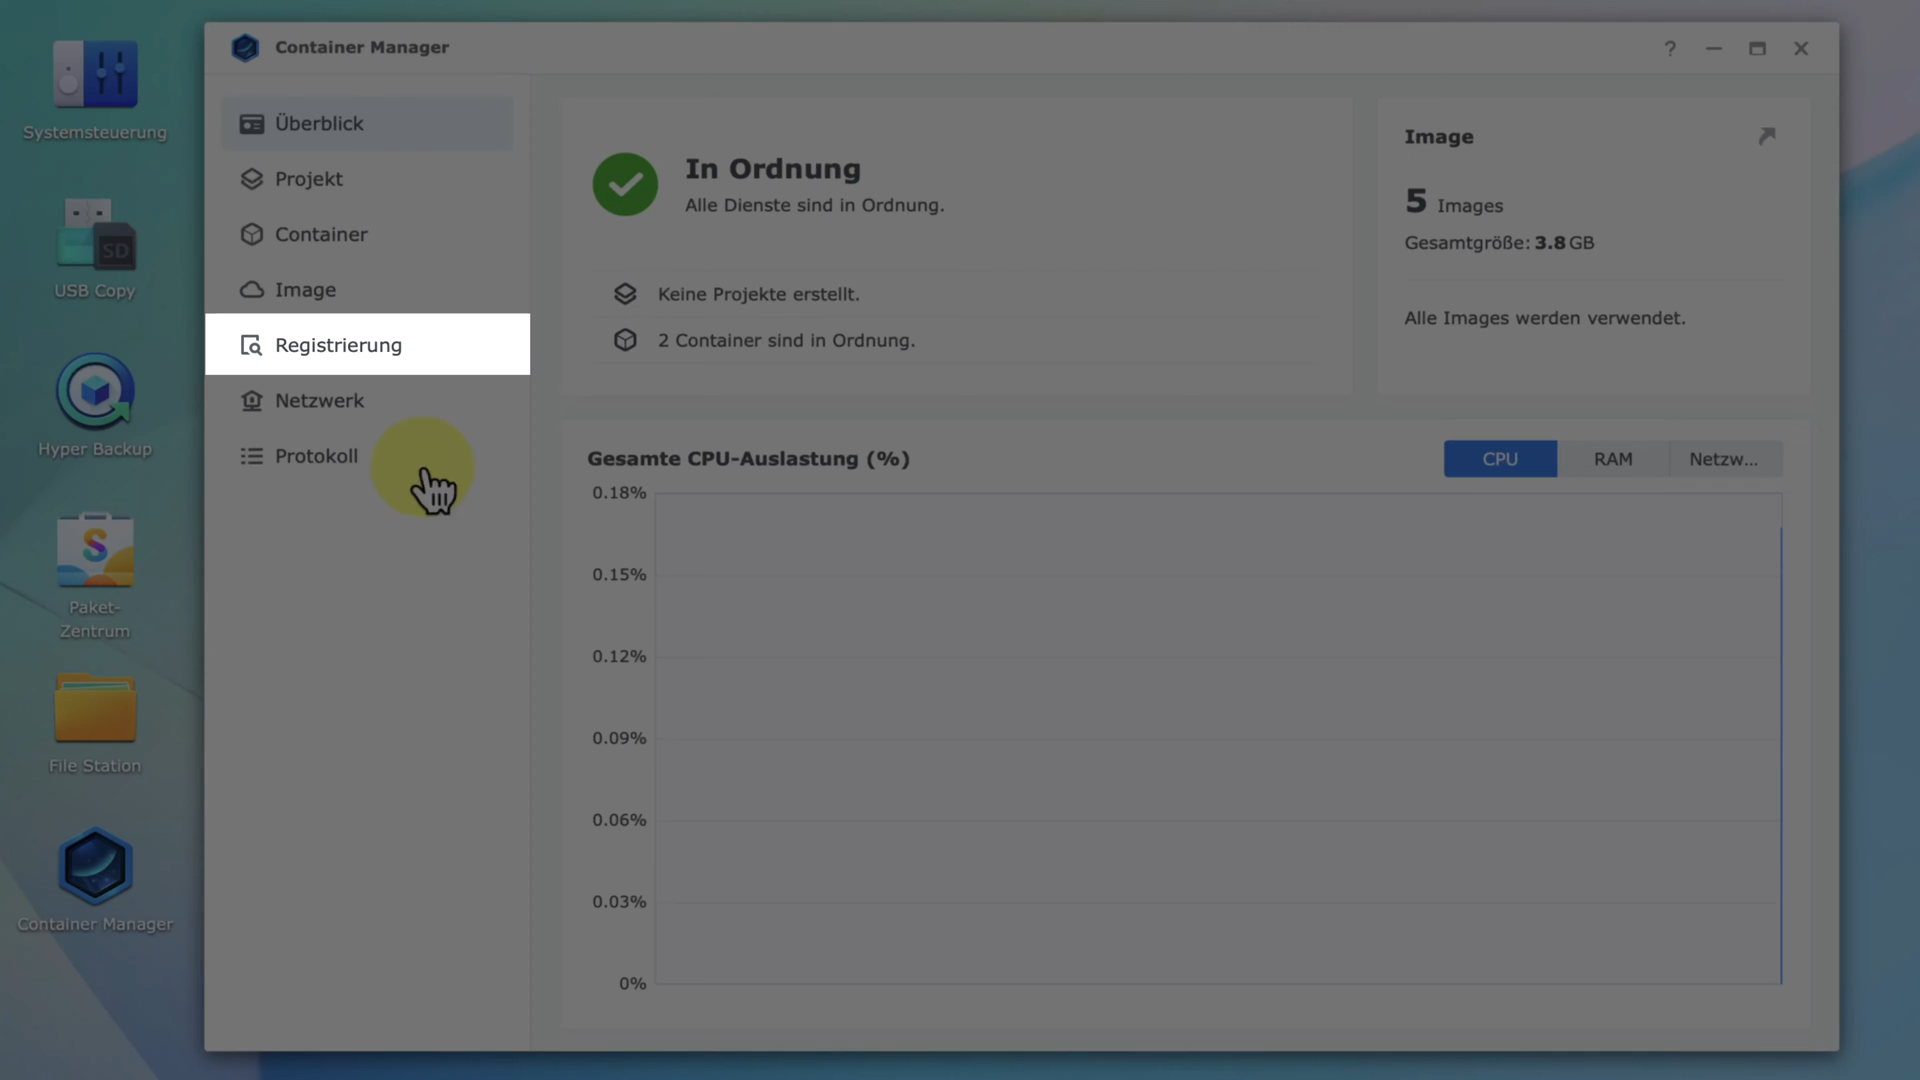 Systemsteuerung
SD
USB Copy
Hyper Backup
S
Paket-
Zentrum
File Station
Container Manager
Container Manager
?
Überblick
Projekt
Container
Image
Registrierung
Netzwerk
Protokoll
In Ordnung
Alle Dienste sind in Ordnung.
Keine Projekte erstellt.
2 Container sind in Ordnung.
Image
5 Images
Gesamtgröße: 3.8 GB
Alle Images werden verwendet.
Gesamte CPU-Auslastung (%)
CPU RAM Netzw...
0.18%
0.15%
0.12%
0.09%
0.06%
0.03%
0%